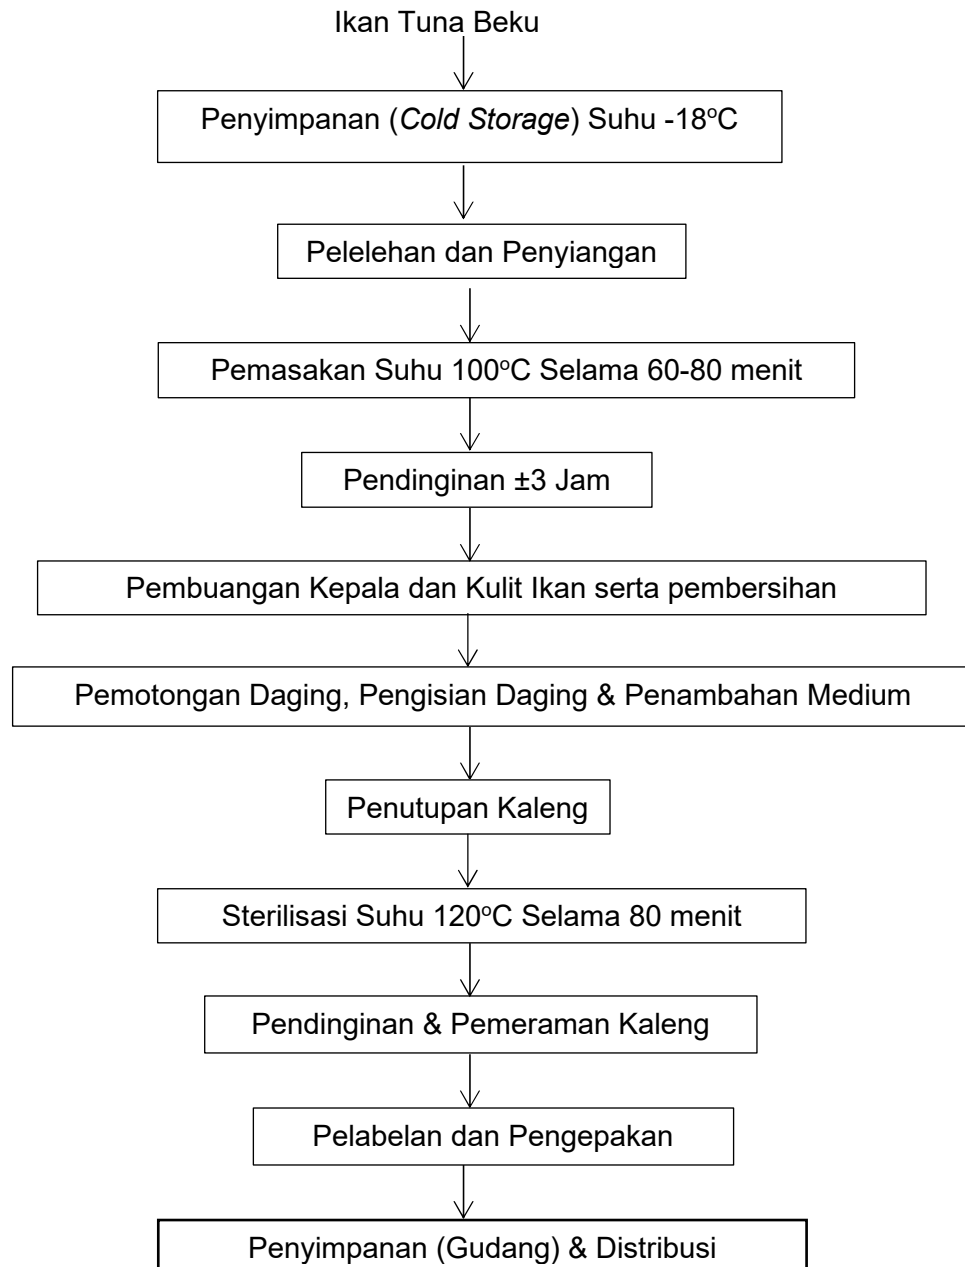 Ikan Tuna Beku
Penyimpanan (Cold Storage) Suhu -18°C
Pelelehan dan Penyiangan
Pemasakan Suhu 100°C Selama 60-80 menit
Pendinginan ±3 Jam
Pembuangan Kepala dan Kulit Ikan serta pembersihan
Pemotongan Daging, Pengisian Daging & Penambahan Medium
Penutupan Kaleng
Sterilisasi Suhu 120°C Selama 80 menit
Pendinginan & Pemeraman Kaleng
Pelabelan dan Pengepakan
Penyimpanan (Gudang) & Distribusi